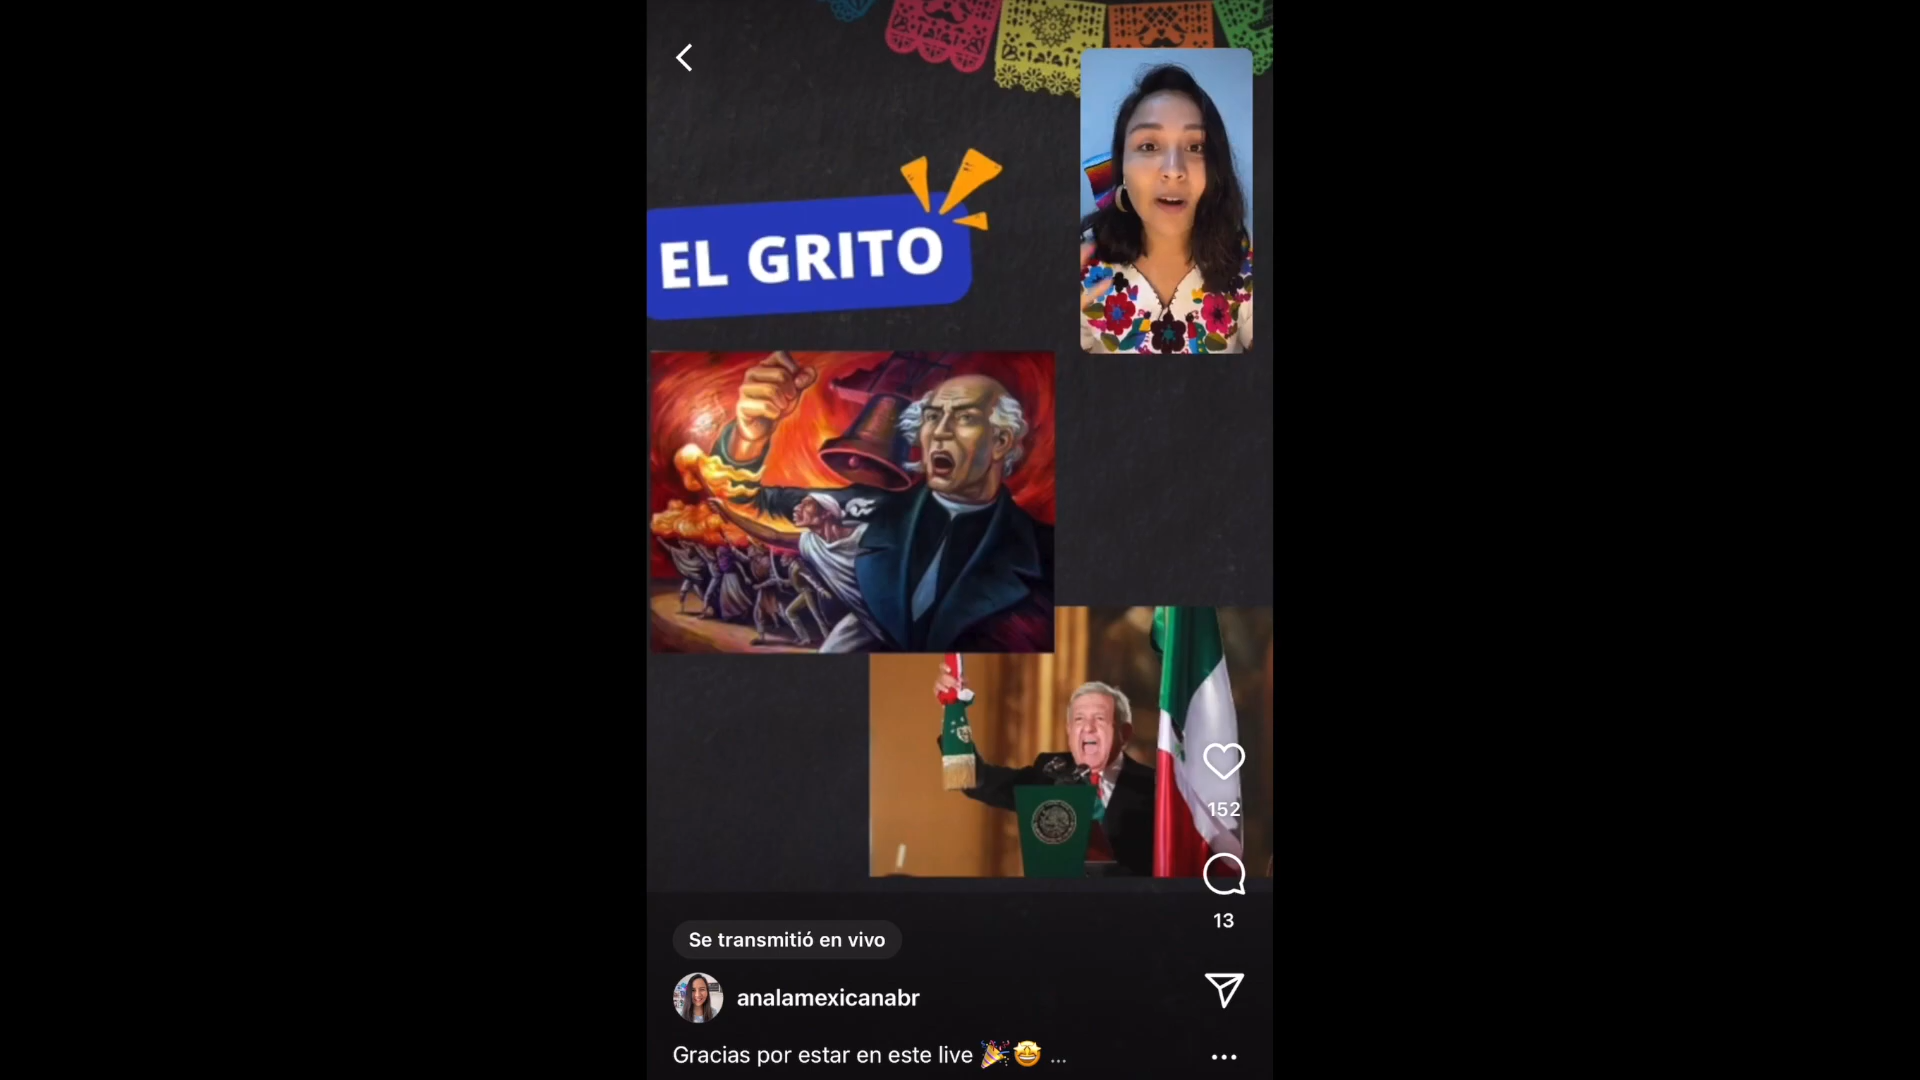 EL GRITO
152
13
Se transmitió en vivo
analamexicanabr
Gracias por estar en este live 🎉🤩 ...